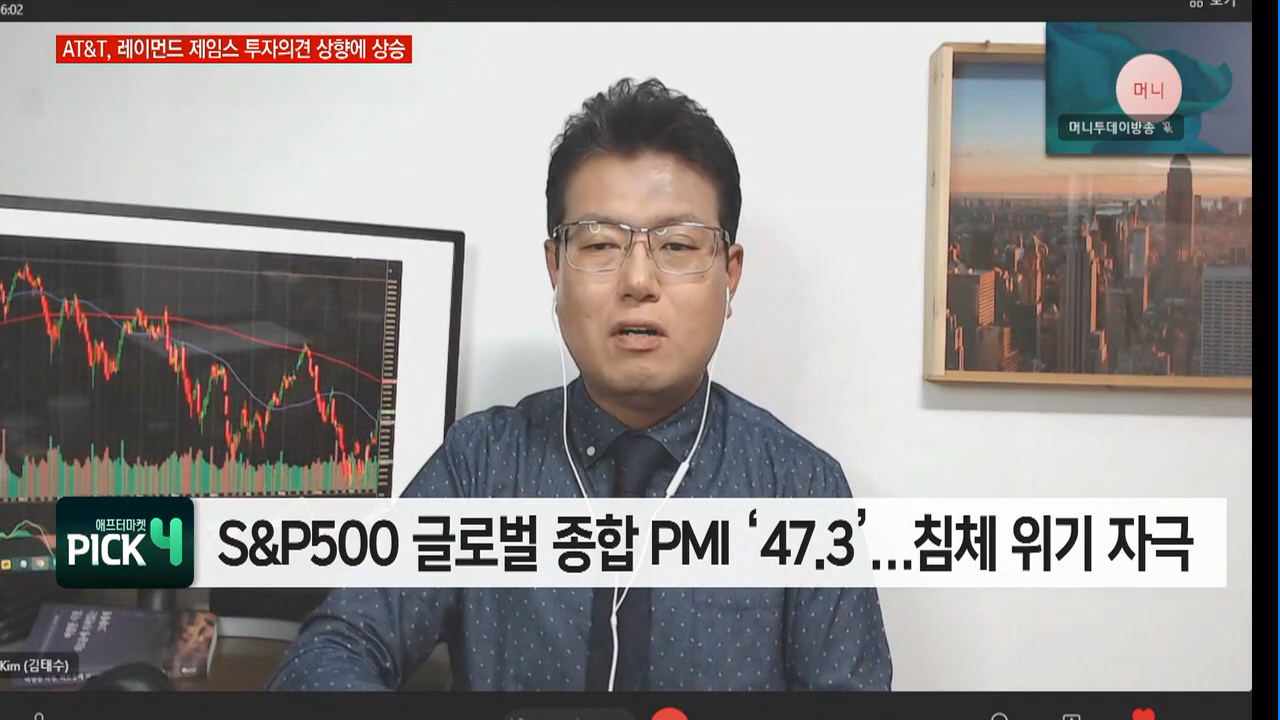 6:02
보기
AT&T, 레이먼드 제임스 투자의견 상향에 상승
머니
머니투데이방송
애프터마켓
PICK 4
S&P500 글로벌 종합 PMI ‘47.3’...침체 위기 자극
Kim (김태수)